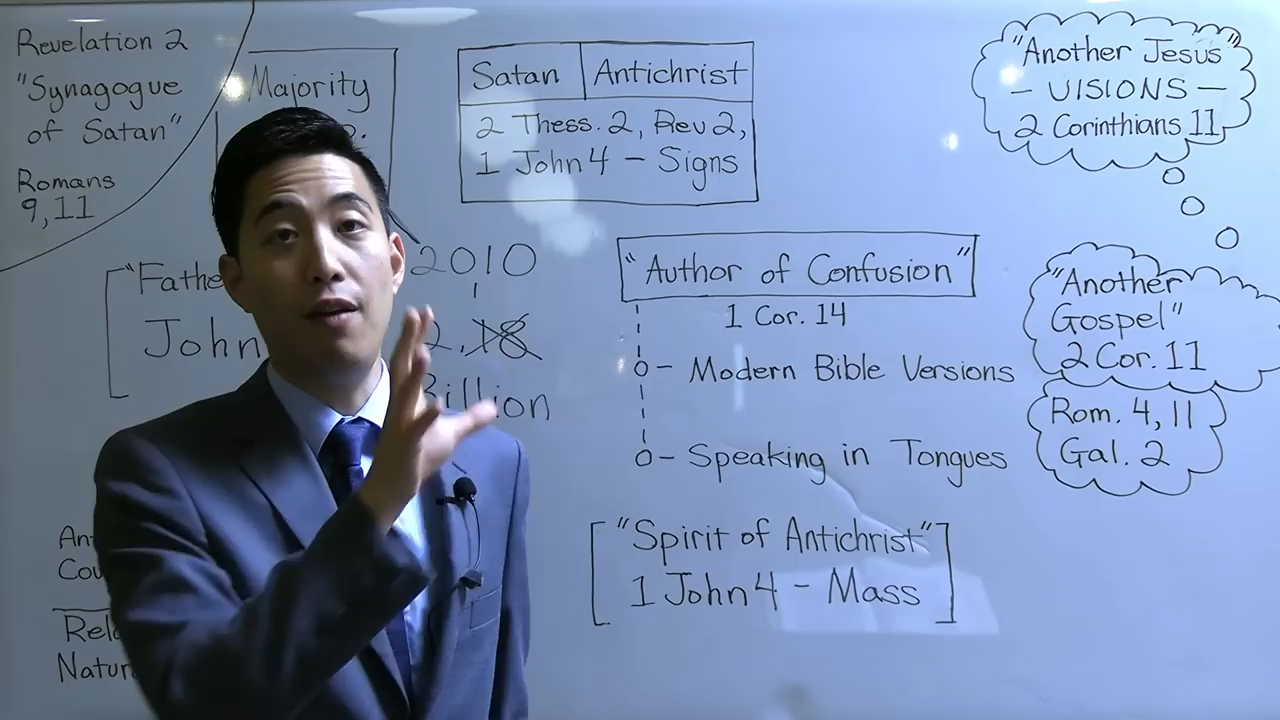 Revelation 2
"Synagogue
of Satan"
Romans
9, 11
Majority
Satan
Antichrist
2 Thess. 2, Rev 2,
1 John 4 - Signs
"Another Jesus"
- VISIONS -
2 Corinthians 11
John
2010
2.18
Billion
"Author of Confusion"
1 Cor. 14
- Modern Bible Versions
- Speaking in Tongues
"Another
Gospel"
2 Cor. 11
Rom. 4, 11
Gal. 2
"Spirit of Antichrist"
1 John 4 - Mass